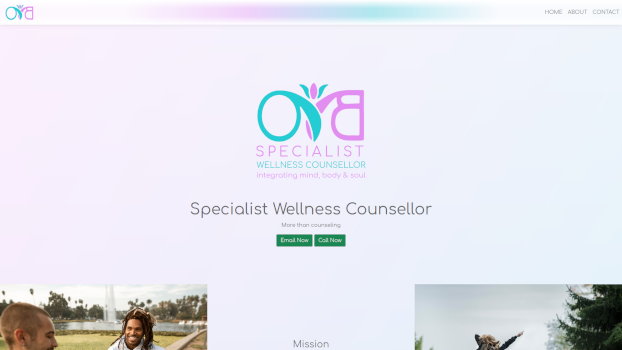 HOME ABOUT CONTACT
SPECIALIST
WELLNESS COUNSELLOR
integrating mind, body & soul
Specialist Wellness Counsellor
More than counseling.
Email Now Call Now
Mission